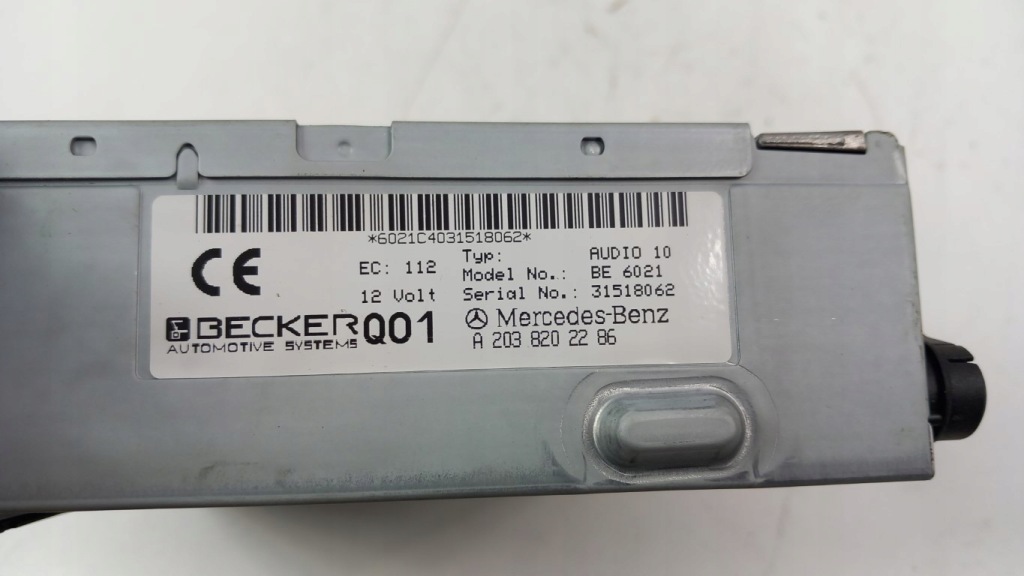 *6021C4031518062*
CE
EC: 112
12 Volt
Typ: AUDIO 10
Model No.: BE 6021
Serial No.: 31518062
BECKER
AUTOMOTIVE SYSTEMS
Q01
Mercedes-Benz
A 203 820 22 86